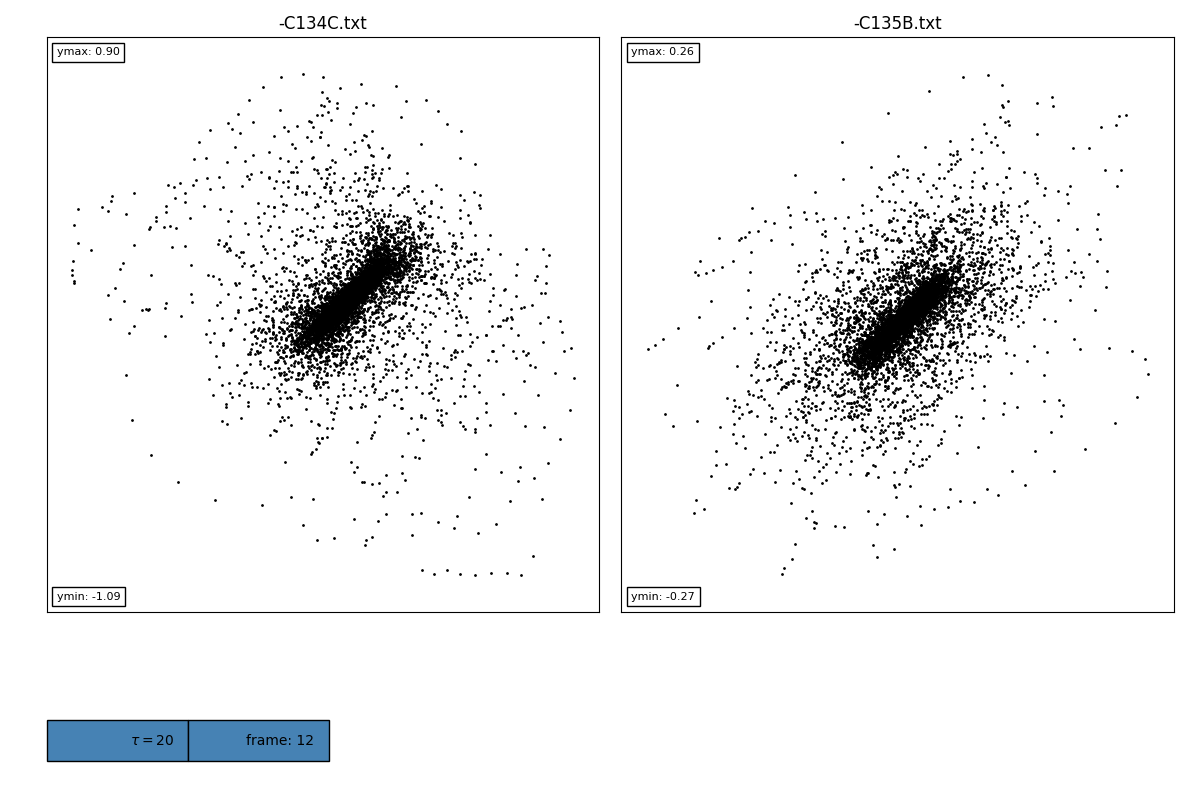 -C134C.txt
-C135B.txt
ymax: 0.90
ymax: 0.26
ymin: -1.09
ymin: -0.27
τ = 20
frame: 12